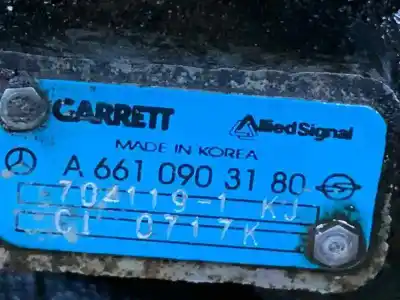 GARRETT AlliedSignal
MADE IN KOREA
A 661 090 31 80
704119-1 KJ
CI 0717K